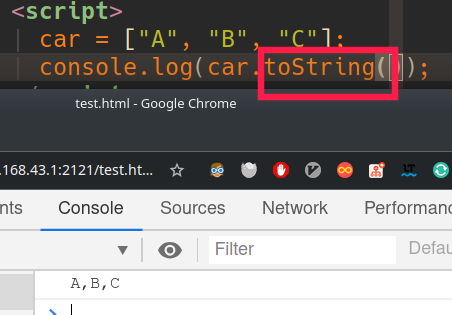 <script>
car = ["A", "B", "C"];
console.log(car.toString());
test.html - Google Chrome
.168.43.1:2121/test.ht...
nts Console Sources Network Performanc
Filter Defau
A,B,C